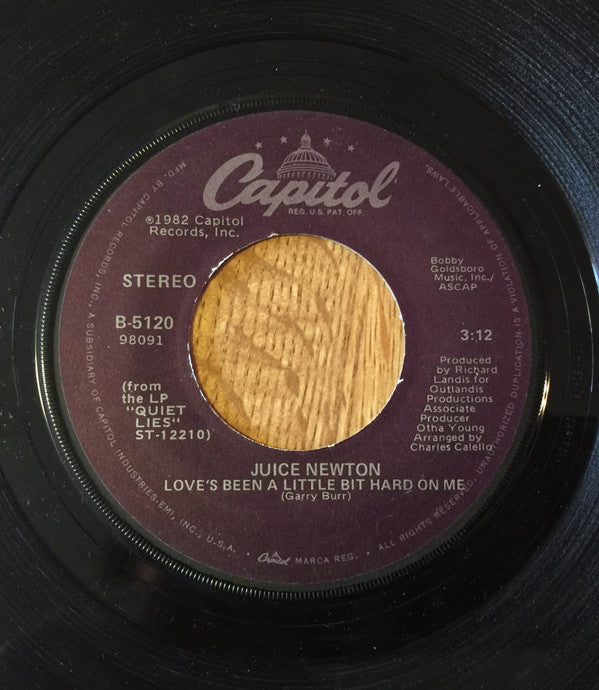 Capitol
REG. U.S. PAT. OFF.
℗1982 Capitol
Records, Inc.
STEREO
B-5120
98091
(from
the LP
"QUIET
LIES"
ST-12210)
Bobby
Goldsboro
Music, Inc./
ASCAP
3:12
Produced
by Richard
Landis for
Outlandis
Productions
Associate
Producer
Otha Young
Arranged by
Charles Calello
JUICE NEWTON
LOVE'S BEEN A LITTLE BIT HARD ON ME
(Garry Burr)
MFD. BY CAPITOL RECORDS, INC., A SUBSIDIARY OF CAPITOL INDUSTRIES-EMI, INC., U.S.A. • Capitol MARCA REG. • ALL RIGHTS RESERVED. UNAUTHORIZED DUPLICATION IS A VIOLATION OF APPLICABLE LAWS.